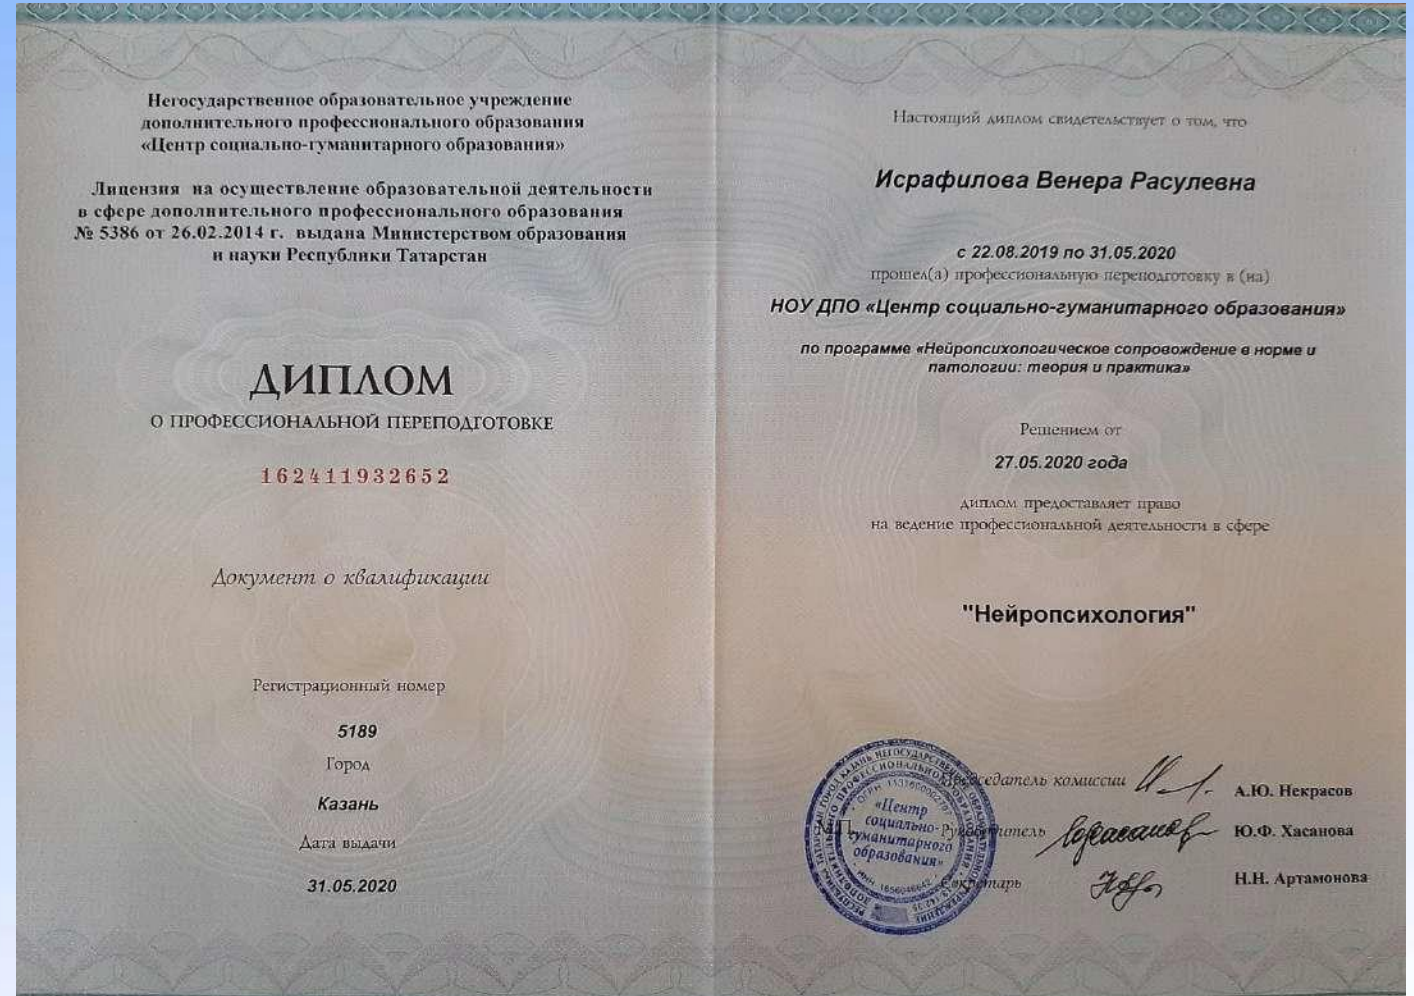 Негосударственное образовательное учреждение
дополнительного профессионального образования
«Центр социально-гуманитарного образования»
Лицензия на осуществление образовательной деятельности
в сфере дополнительного профессионального образования
№ 5386 от 26.02.2014 г. выдана Министерством образования
и науки Республики Татарстан
ДИПЛОМ
О ПРОФЕССИОНАЛЬНОЙ ПЕРЕПОДГОТОВКЕ
162411932652
Документ о квалификации
Регистрационный номер
5189
Город
Казань
Дата выдачи
31.05.2020
Настоящий диплом свидетельствует о том, что
Исрафилова Венера Расулевна
с 22.08.2019 по 31.05.2020
прошел(а) профессиональную переподготовку в (на)
НОУ ДПО «Центр социально-гуманитарного образования»
по программе «Нейропсихологическое сопровождение в норме и
патологии: теория и практика»
Решением от
27.05.2020 года
диплом предоставляет право
на ведение профессиональной деятельности в сфере
"Нейропсихология"
Председатель комиссии А.Ю. Некрасов
Руководитель Ю.Ф. Хасанова
Секретарь Н.Н. Артамонова
«Центр
социально-
гуманитарного
образования»